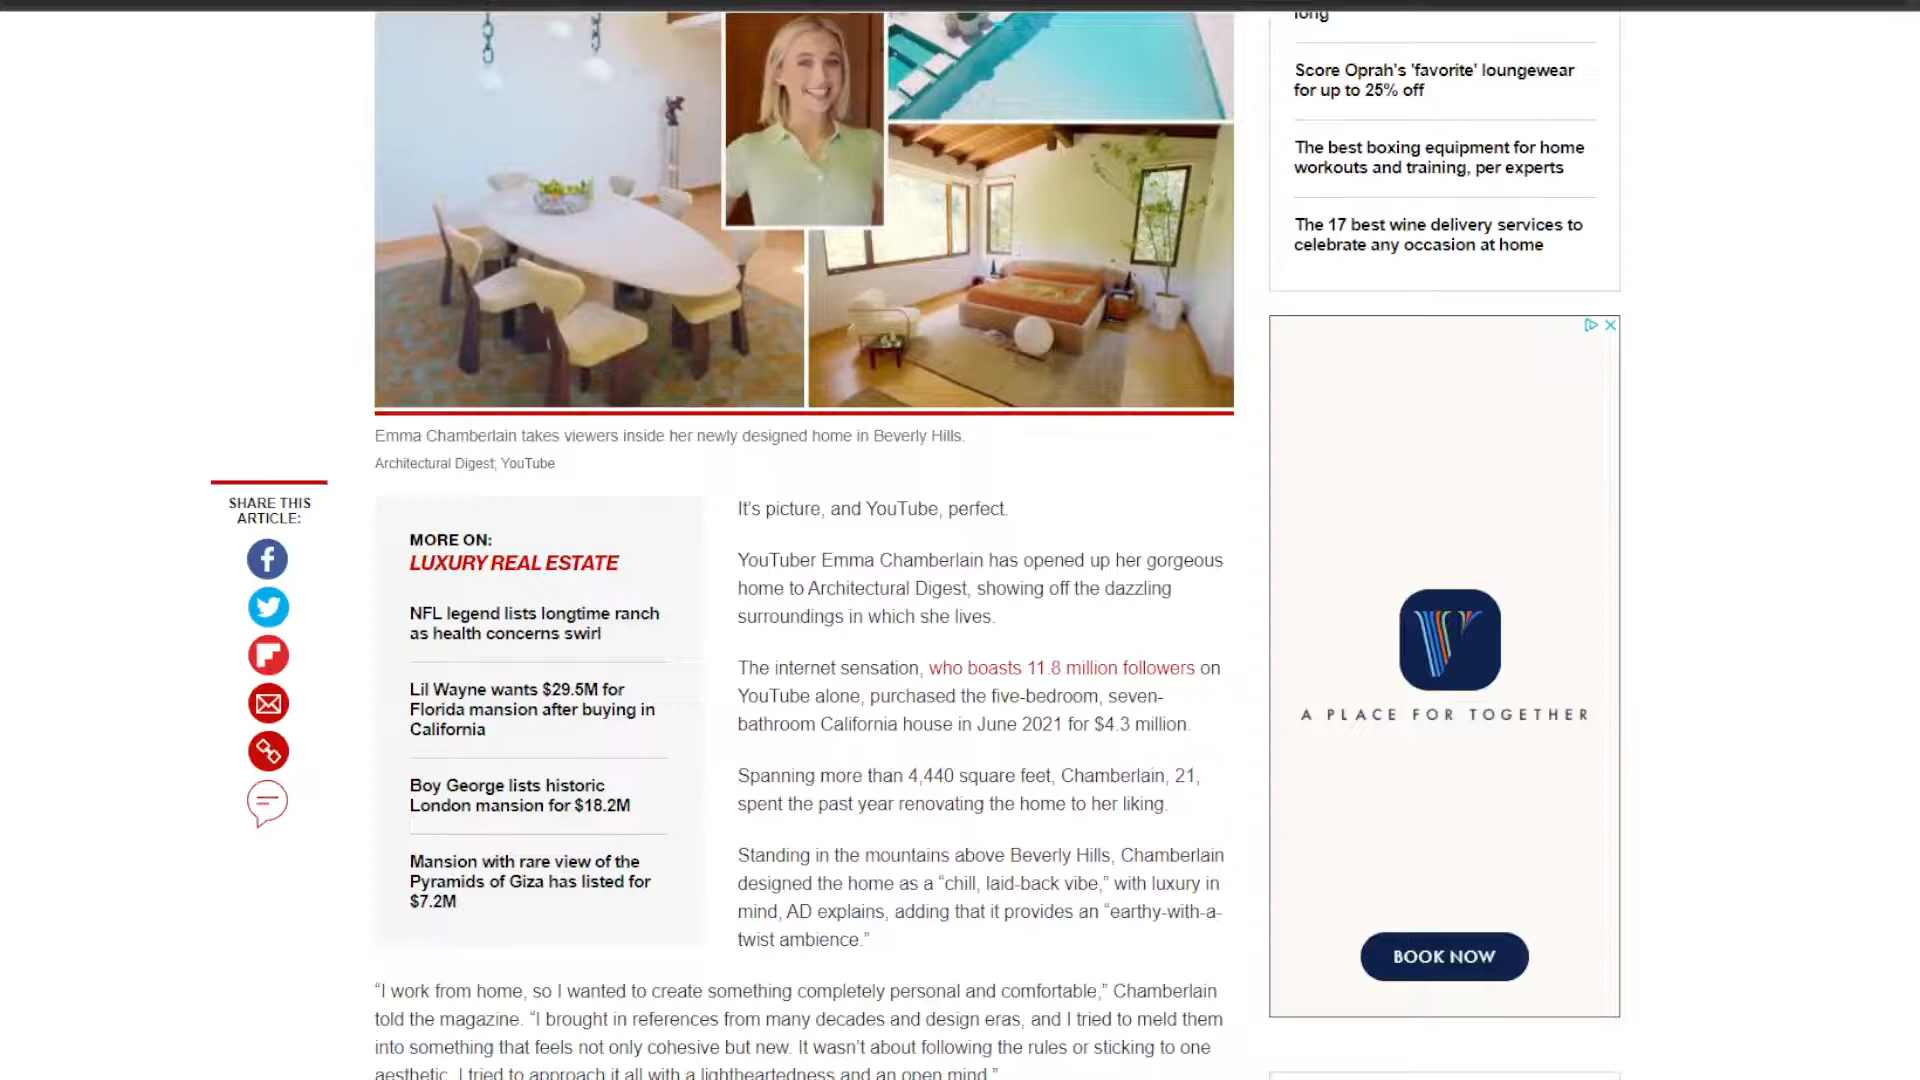 long
Score Oprah's 'favorite' loungewear
for up to 25% off
The best boxing equipment for home
workouts and training, per experts
The 17 best wine delivery services to
celebrate any occasion at home
Emma Chamberlain takes viewers inside her newly designed home in Beverly Hills.
Architectural Digest; YouTube
SHARE THIS
ARTICLE:
MORE ON:
LUXURY REAL ESTATE
NFL legend lists longtime ranch
as health concerns swirl
Lil Wayne wants $29.5M for
Florida mansion after buying in
California
Boy George lists historic
London mansion for $18.2M
Mansion with rare view of the
Pyramids of Giza has listed for
$7.2M
It's picture, and YouTube, perfect.
YouTuber Emma Chamberlain has opened up her gorgeous
home to Architectural Digest, showing off the dazzling
surroundings in which she lives.
The internet sensation, who boasts 11.8 million followers on
YouTube alone, purchased the five-bedroom, seven-
bathroom California house in June 2021 for $4.3 million.
Spanning more than 4,440 square feet, Chamberlain, 21,
spent the past year renovating the home to her liking.
Standing in the mountains above Beverly Hills, Chamberlain
designed the home as a “chill, laid-back vibe,” with luxury in
mind, AD explains, adding that it provides an “earthy-with-a-
twist ambience.”
“I work from home, so I wanted to create something completely personal and comfortable,” Chamberlain
told the magazine. “I brought in references from many decades and design eras, and I tried to meld them
into something that feels not only cohesive but new. It wasn’t about following the rules or sticking to one
aesthetic. I tried to approach it all with a lightheartedness and an open mind.”
A PLACE FOR TOGETHER
BOOK NOW